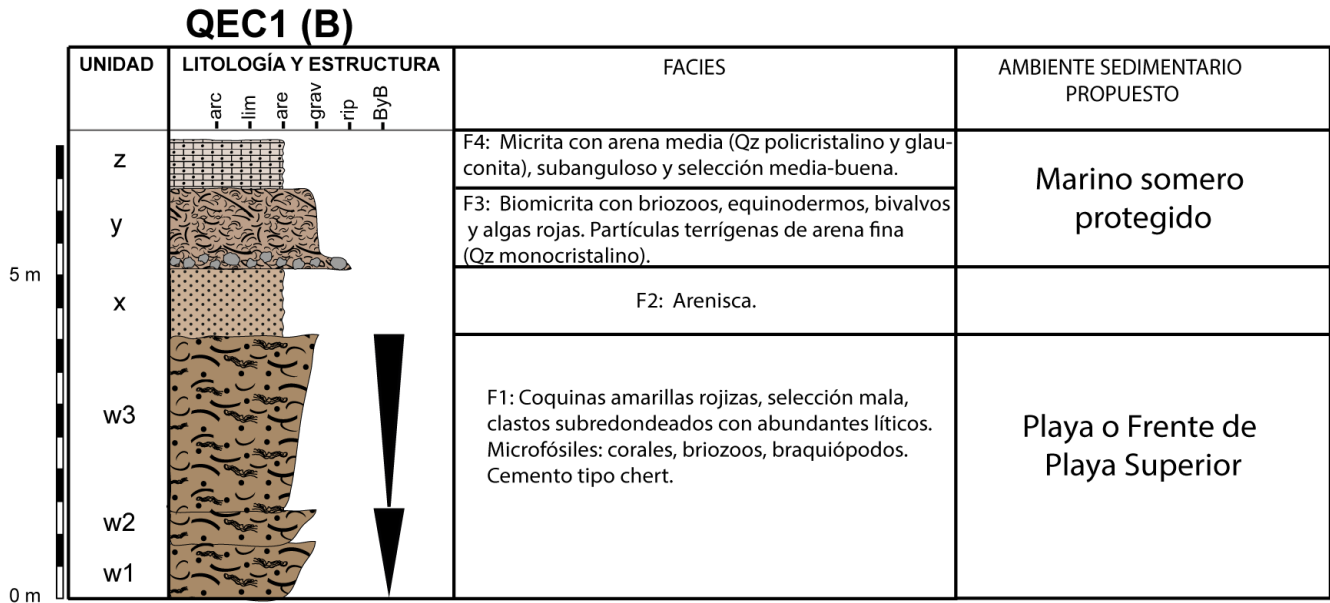 QEC1 (B)
UNIDAD
LITOLOGÍA Y ESTRUCTURA
FACIES
AMBIENTE SEDIMENTARIO
PROPUESTO
arc
lim
are
grav
rip
ByB
z
F4: Micrita con arena media (Qz policristalino y glau-
conita), subanguloso y selección media-buena.
Marino somero
protegido
y
F3: Biomicrita con briozoos, equinodermos, bivalvos
y algas rojas. Partículas terrígenas de arena fina
(Qz monocristalino).
5 m
x
F2: Arenisca.
w3
F1: Coquinas amarillas rojizas, selección mala,
clastos subredondeados con abundantes líticos.
Microfósiles: corales, briozoos, braquiópodos.
Cemento tipo chert.
Playa o Frente de
Playa Superior
w2
w1
0 m